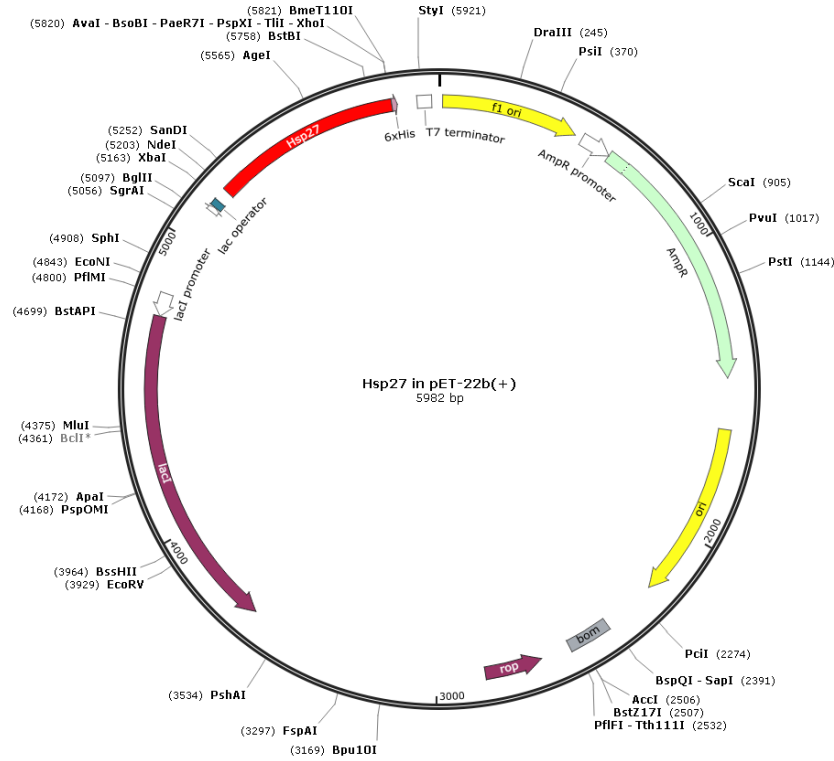 (5821) BmeT110I
(5820) AvaI - BsoBI - PaeR7I - PspXI - TliI - XhoI
(5758) BstBI
(5565) AgeI
StyI (5921)
DraIII (245)
PsiI (370)
f1 ori
Hsp27
6xHis
T7 terminator
AmpR promoter
(5252) SanDI
(5203) NdeI
(5163) XbaI
(5097) BglII
(5056) SgrAI
lac operator
5000
(4908) SphI
(4843) EcoNI
(4800) PflMI
lacI promoter
(4699) BstAPI
ScaI (905)
1000
PvuI (1017)
PstI (1144)
AmpR
Hsp27 in pET-22b(+)
5982 bp
(4375) MluI
(4361) BclI*
lacI
(4172) ApaI
(4168) PspOMI
4000
(3964) BssHII
(3929) EcoRV
ori
2000
(3534) PshAI
(3297) FspAI
(3169) Bpu10I
3000
rop
bom
PciI (2274)
BspQI - SapI (2391)
AccI (2506)
BstZ17I (2507)
PflFI - Tth111I (2532)